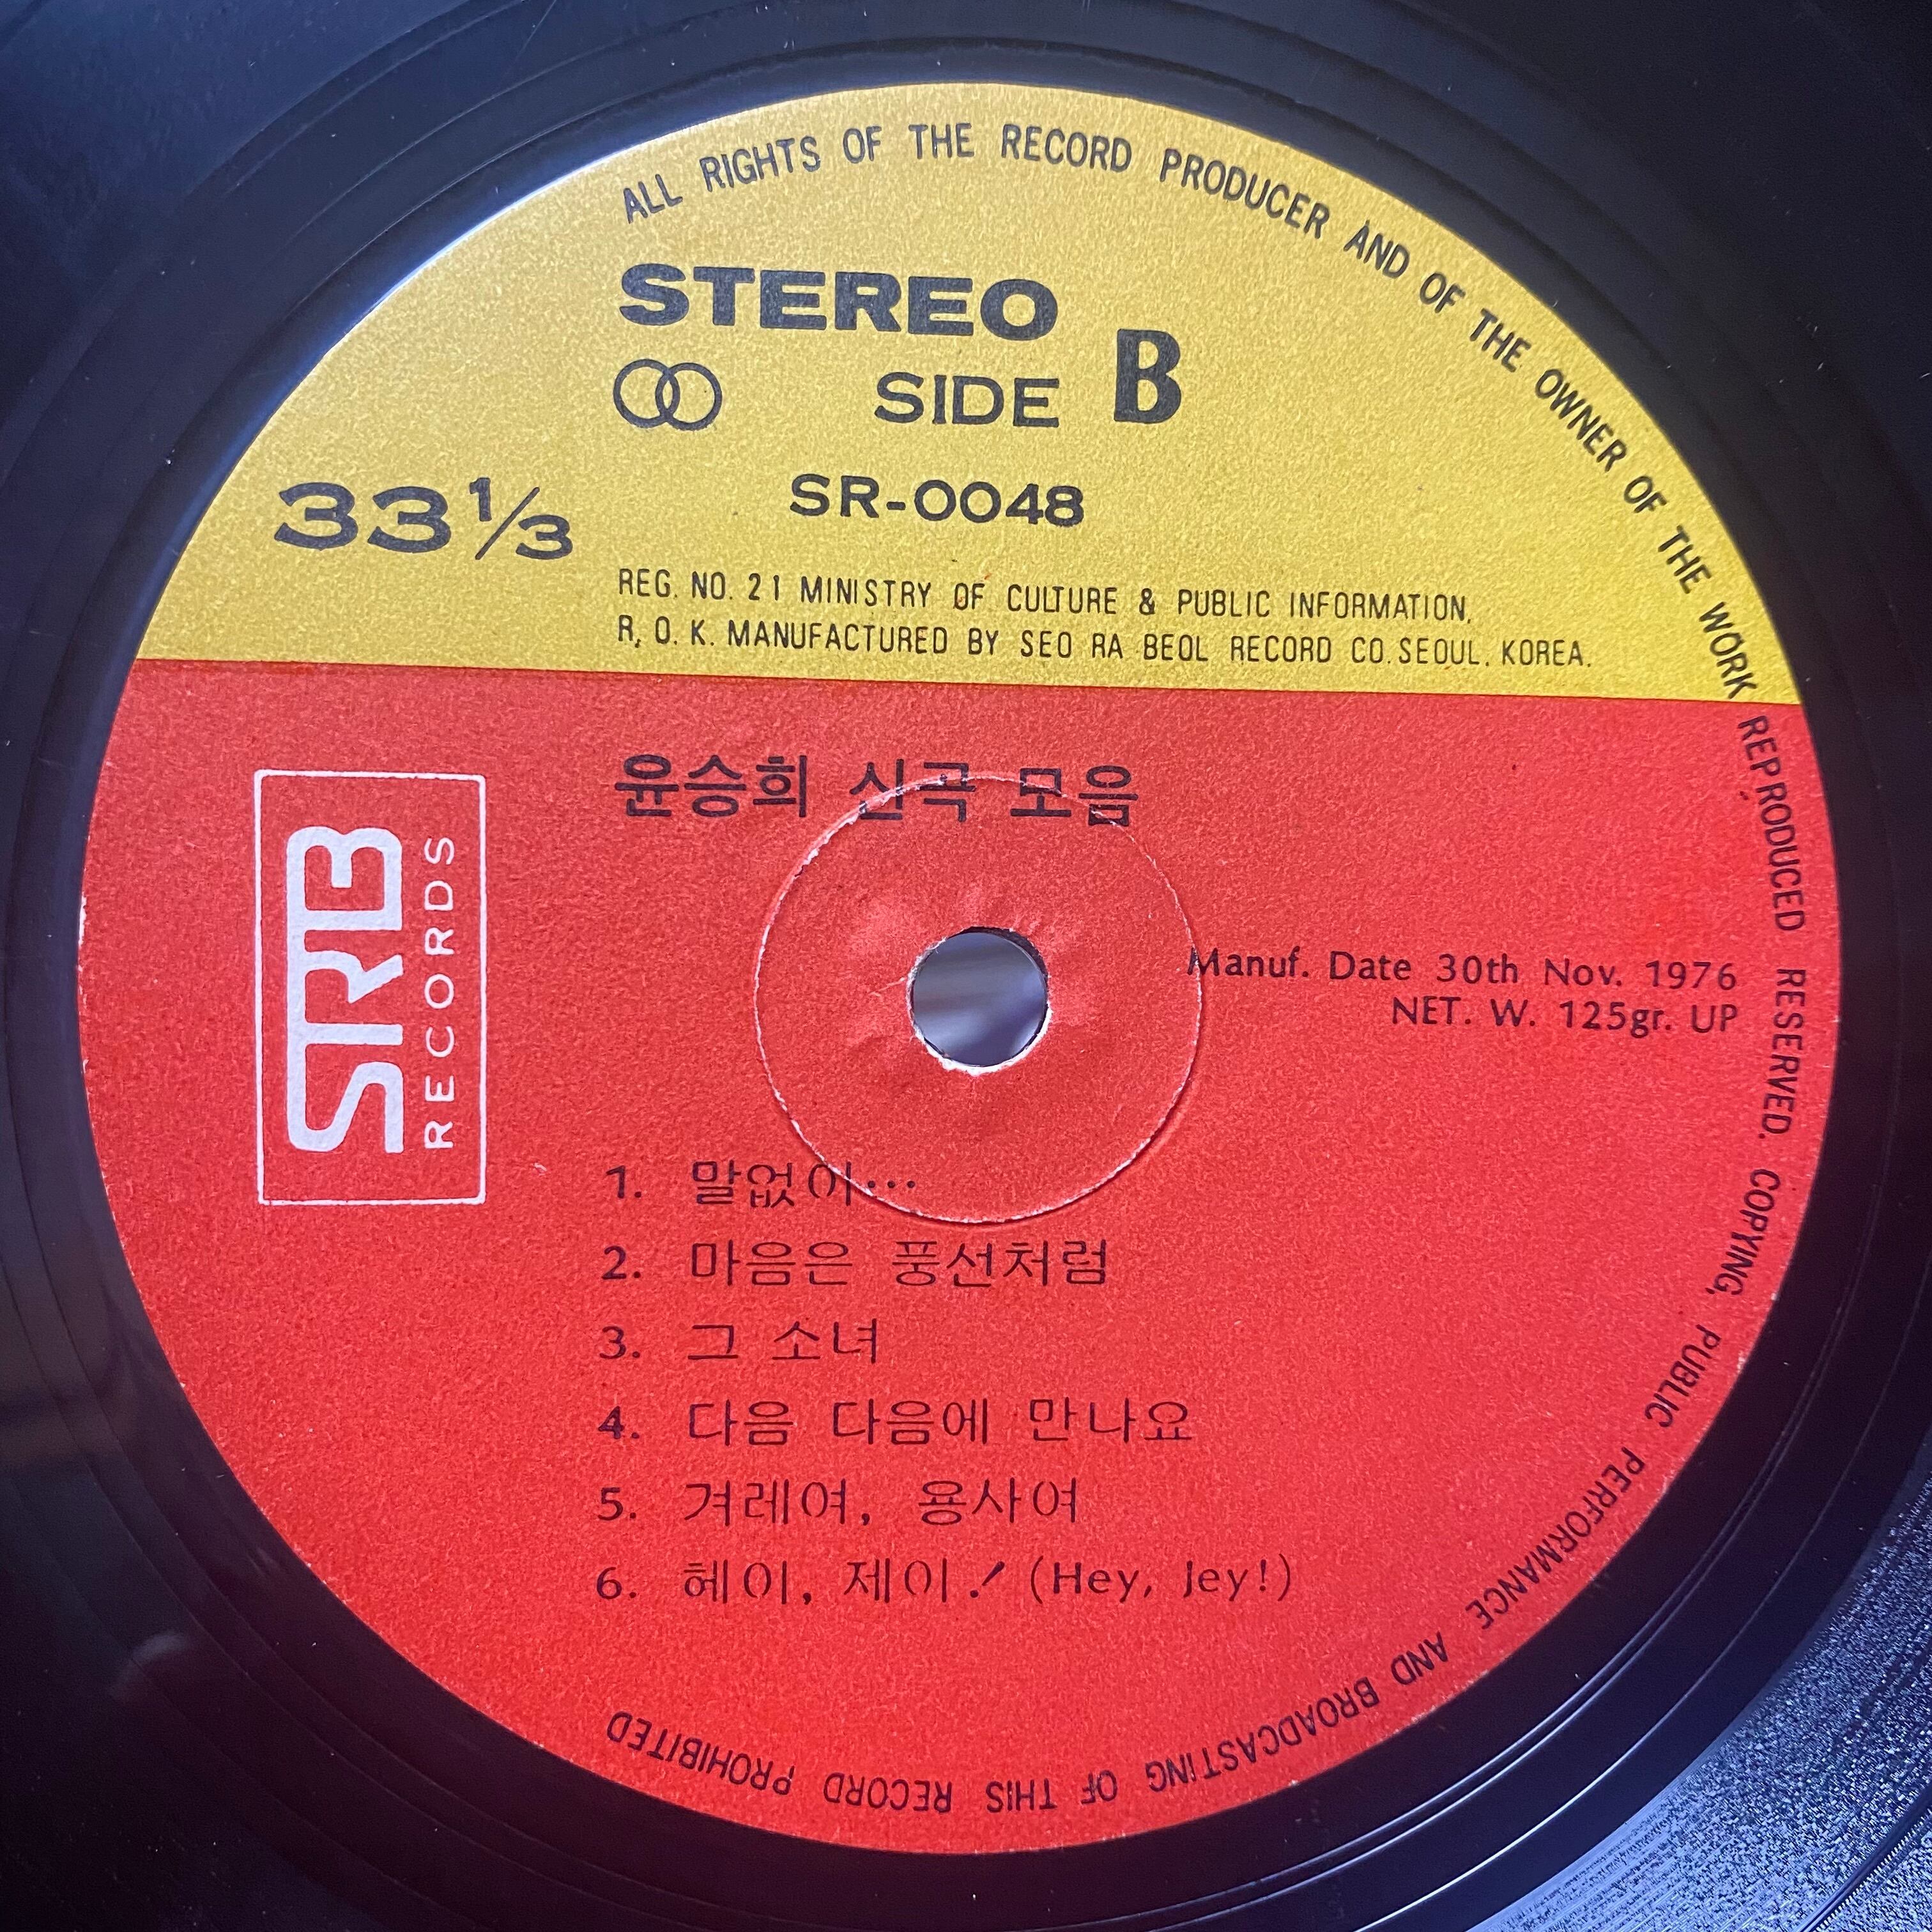 ALL RIGHTS OF THE RECORD PRODUCER AND OF THE OWNER OF THE WORK REPRODUCED RESERVED. COPYING, PUBLIC PERFORMANCE AND BROADCASTING OF THIS RECORD PROHIBITED
STEREO
SIDE B
33⅓
SR-0048
REG. NO. 21 MINISTRY OF CULTURE & PUBLIC INFORMATION,
R, O. K. MANUFACTURED BY SEO RA BEOL RECORD CO. SEOUL. KOREA.
윤승희 신곡 모음
STRB
RECORDS
Manuf. Date 30th Nov. 1976
NET. W. 125gr. UP
1. 말없이…
2. 마음은 풍선처럼
3. 그 소녀
4. 다음 다음에 만나요
5. 겨레여, 용사여
6. 헤이, 제이! (Hey, Jey!)